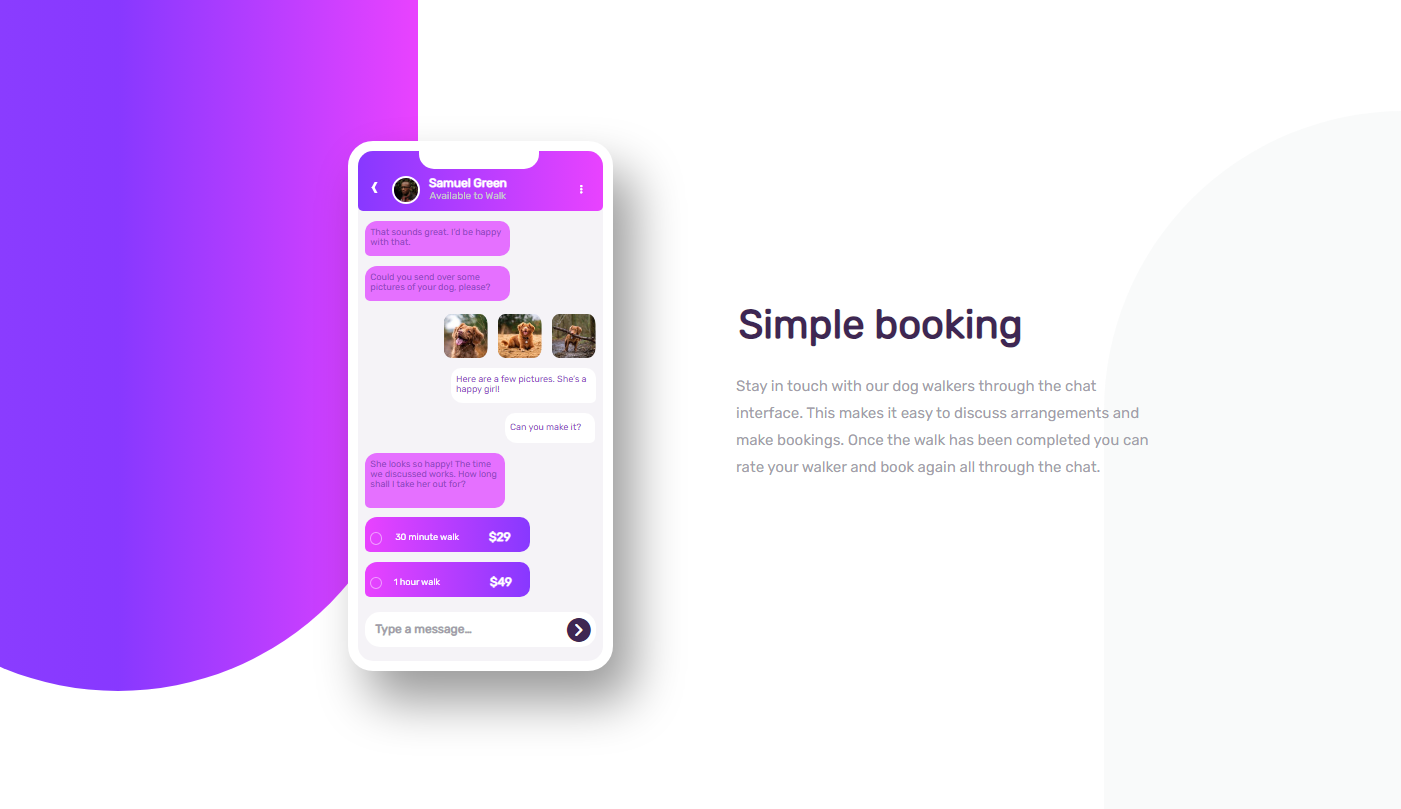 Samuel Green
Available to Walk
That sounds great. I'd be happy
with that.
Could you send over some
pictures of your dog, please?
Here are a few pictures. She's a
happy girl!
Can you make it?
She looks so happy! The time
we discussed works. How long
shall I take her out for?
30 minute walk $29
1 hour walk $49
Type a message…
Simple booking
Stay in touch with our dog walkers through the chat
interface. This makes it easy to discuss arrangements and
make bookings. Once the walk has been completed you can
rate your walker and book again all through the chat.